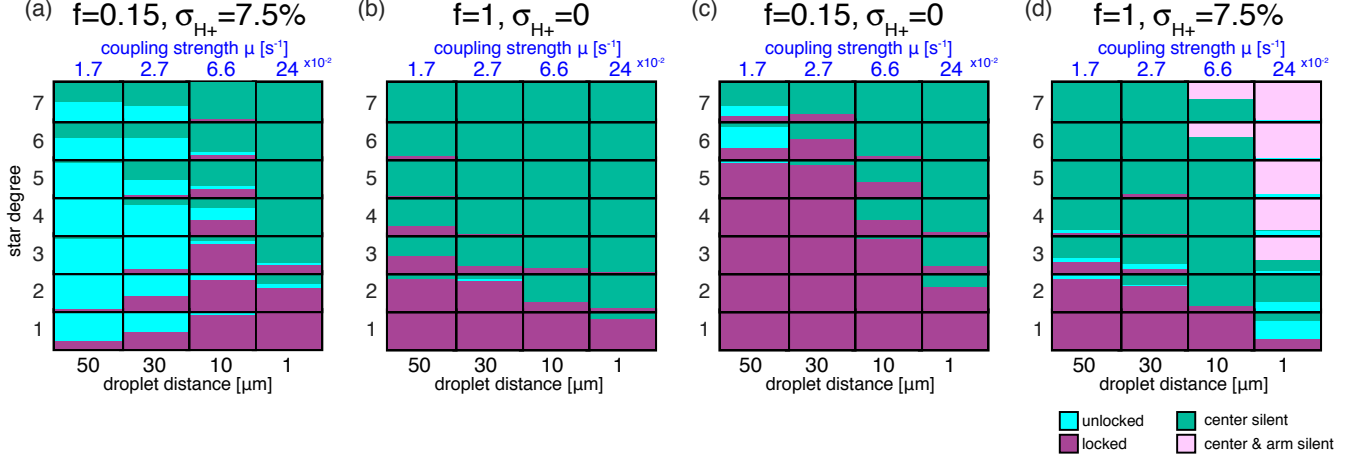 (a) f=0.15, σH+=7.5%
coupling strength µ [s-1]
1.7 2.7 6.6 24 x10-2
star degree
7
6
5
4
3
2
1
50 30 10 1
droplet distance [µm]
(b) f=1, σH+=0
coupling strength µ [s-1]
1.7 2.7 6.6 24 x10-2
7
6
5
4
3
2
1
50 30 10 1
droplet distance [µm]
(c) f=0.15, σH+=0
coupling strength µ [s-1]
1.7 2.7 6.6 24 x10-2
7
6
5
4
3
2
1
50 30 10 1
droplet distance [µm]
(d) f=1, σH+=7.5%
coupling strength µ [s-1]
1.7 2.7 6.6 24 x10-2
7
6
5
4
3
2
1
50 30 10 1
droplet distance [µm]
unlocked
locked
center silent
center & arm silent